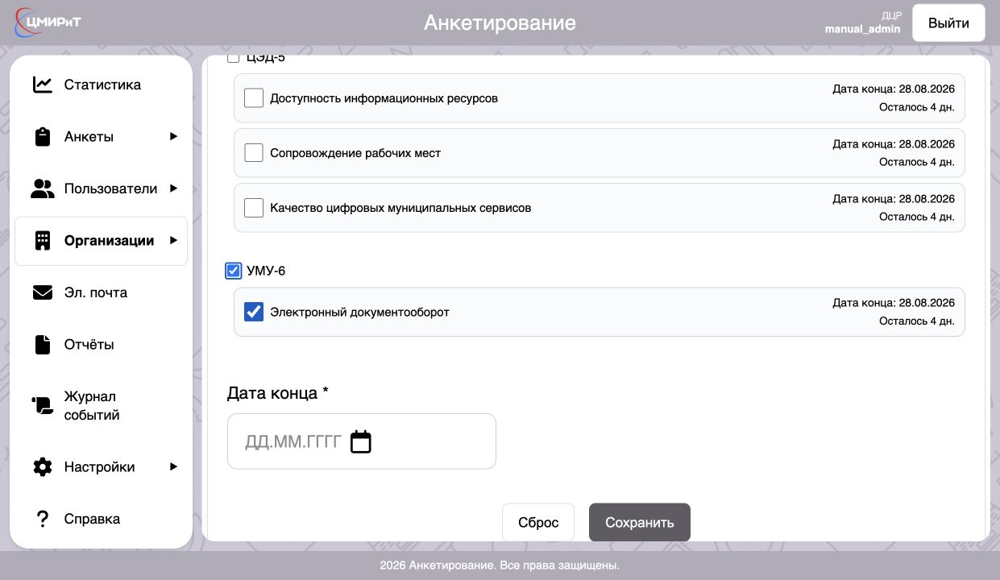 ЦМИРиТ
Анкетирование
ДЦР
manual_admin
Выйти
Статистика
Анкеты
Пользователи
Организации
Эл. почта
Отчёты
Журнал
событий
Настройки
Справка
ЦЭД-5
Доступность информационных ресурсов
Дата конца: 28.08.2026
Осталось 4 дн.
Сопровождение рабочих мест
Дата конца: 28.08.2026
Осталось 4 дн.
Качество цифровых муниципальных сервисов
Дата конца: 28.08.2026
Осталось 4 дн.
УМУ-6
Электронный документооборот
Дата конца: 28.08.2026
Осталось 4 дн.
Дата конца *
ДД.ММ.ГГГГ
Сброс
Сохранить
2026 Анкетирование. Все права защищены.